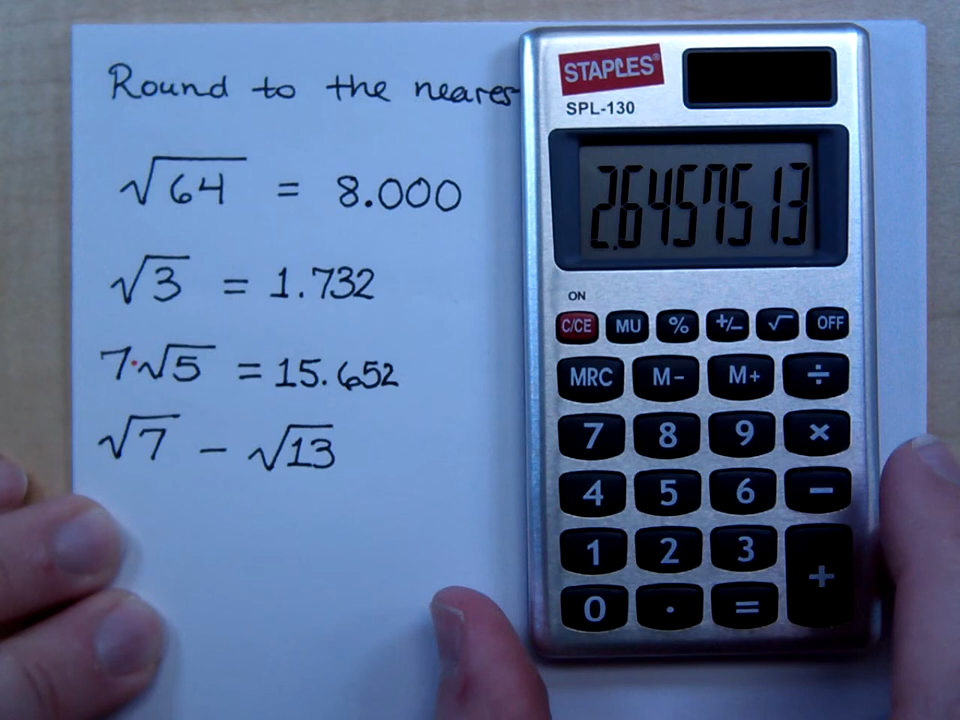 Round to the neares
√64 = 8.000
√3 = 1.732
7·√5 = 15.652
√7 - √13
STAPLES®
SPL-130
2.6457513
ON
C/CE MU % +/- √ OFF
MRC M- M+ ÷
7 8 9 ×
4 5 6 -
1 2 3
+
0 · =